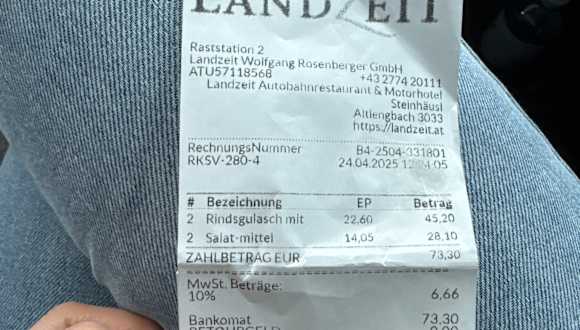 LANDZEIT
Raststation 2
Landzeit Wolfgang Rosenberger GmbH
ATU57118568 +43 2774 20111
Landzeit Autobahnrestaurant & Motorhotel
Steinhäusl
Altlengbach 3033
https://landzeit.at
RechnungsNummer B4-2504-331801
RKSV-280-4 24.04.2025
# Bezeichnung EP Betrag
2 Rindsgulasch mit 22,60 45,20
2 Salat-mittel 14,05 28,10
ZAHLBETRAG EUR 73,30
MwSt. Beträge:
10% 6,66
Bankomat 73,30